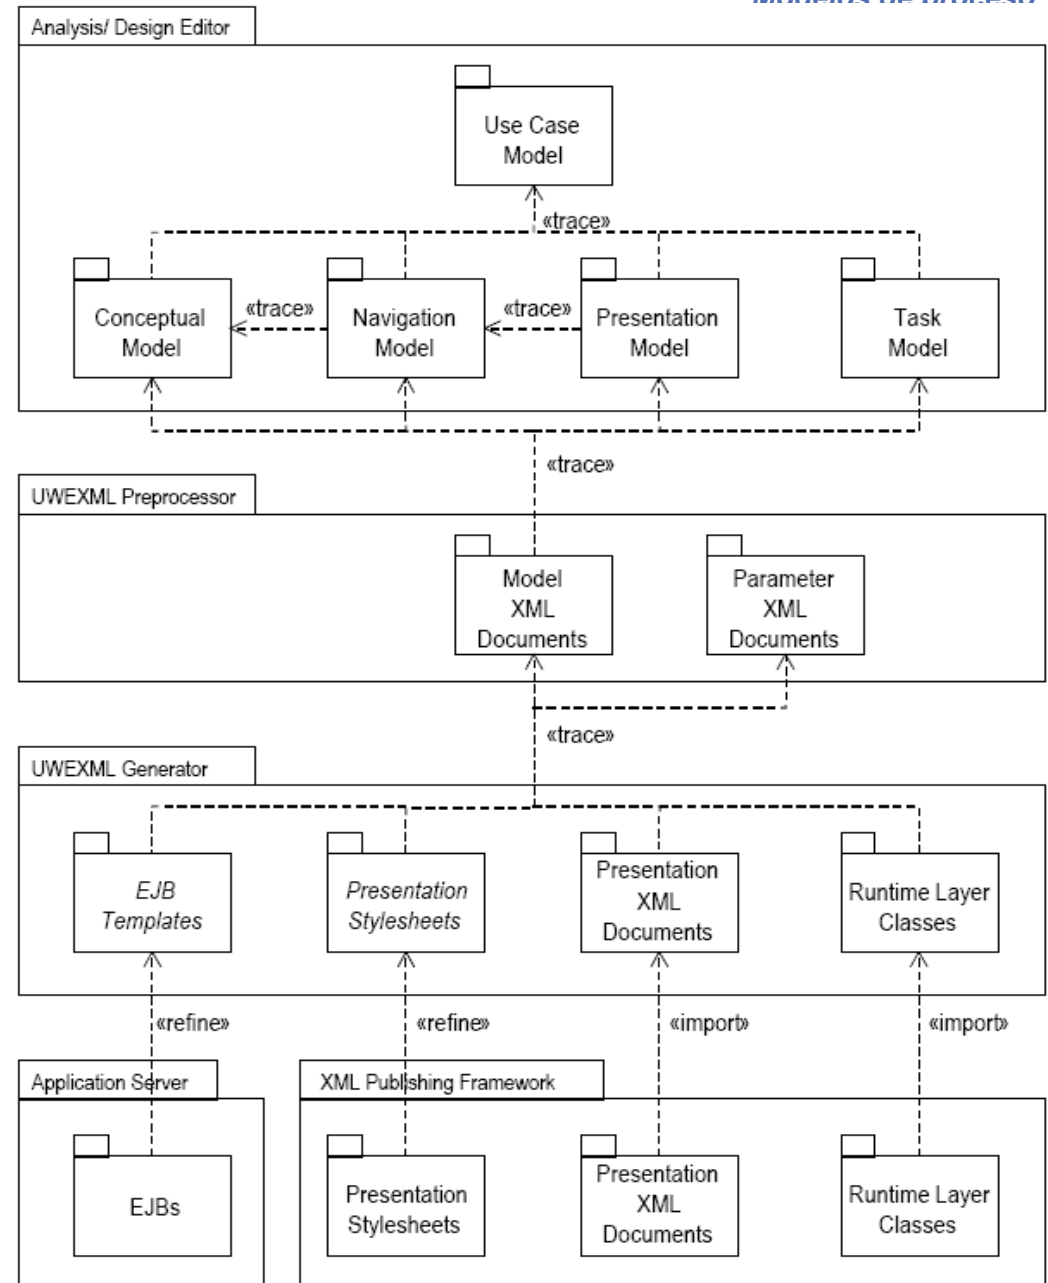 Modelos de proceso
Analysis/ Design Editor
Use Case
Model
«trace»
Conceptual
Model
«trace»
Navigation
Model
«trace»
Presentation
Model
Task
Model
«trace»
UWEXML Preprocessor
Model
XML
Documents
Parameter
XML
Documents
«trace»
UWEXML Generator
EJB
Templates
Presentation
Stylesheets
Presentation
XML
Documents
Runtime Layer
Classes
«refine»
«refine»
«import»
«import»
Application Server
XML Publishing Framework
EJBs
Presentation
Stylesheets
Presentation
XML
Documents
Runtime Layer
Classes